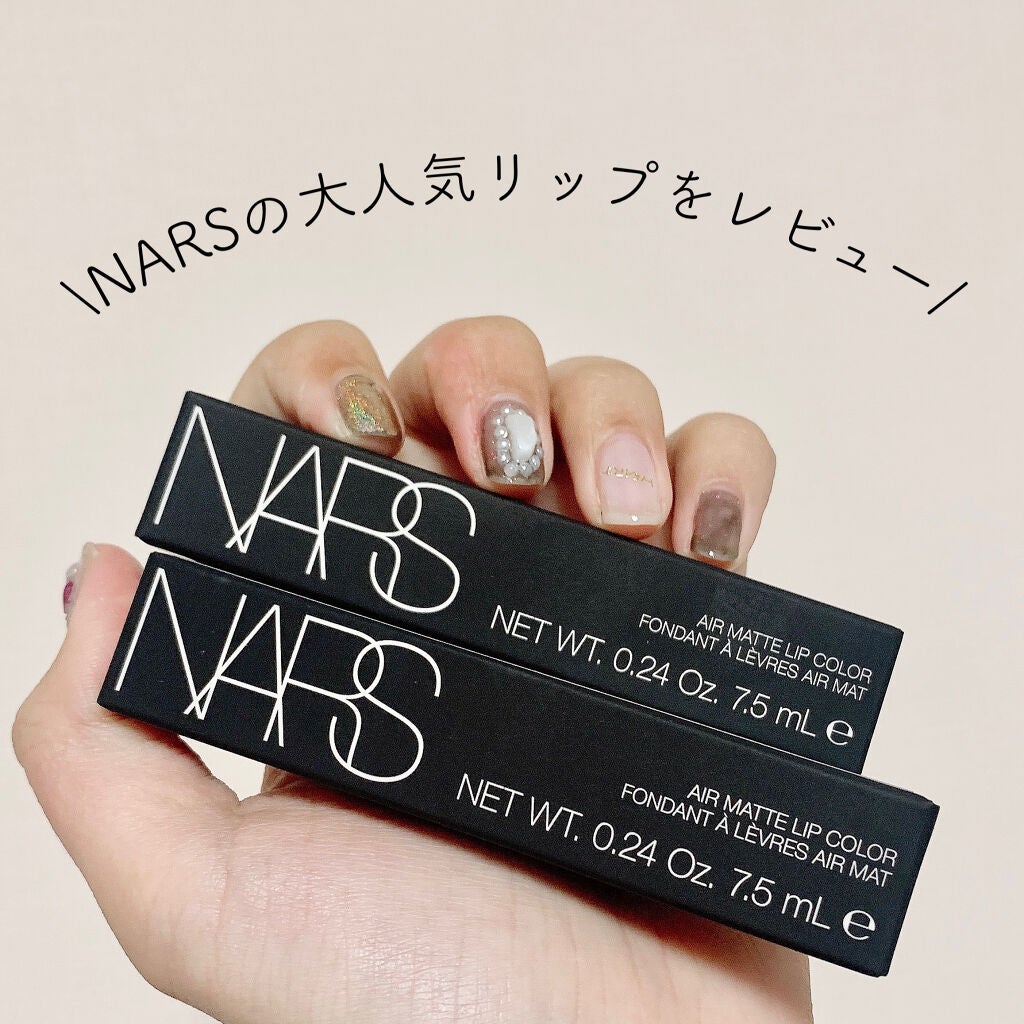 \NARSの大人気リップをレビュー/
NARS
AIR MATTE LIP COLOR
FONDANT À LÈVRES AIR MAT
NET WT. 0.24 Oz. 7.5 mL ℮
NARS
AIR MATTE LIP COLOR
FONDANT À LÈVRES AIR MAT
NET WT. 0.24 Oz. 7.5 mL ℮